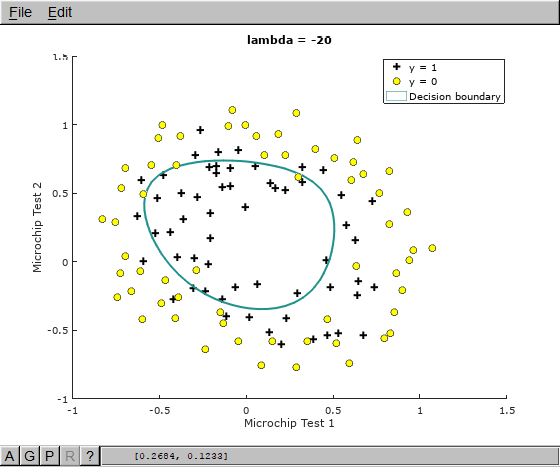 File Edit
lambda = -20
y = 1
y = 0
Decision boundary
1.5
1
0.5
0
-0.5
-1
Microchip Test 2
-1 -0.5 0 0.5 1 1.5
Microchip Test 1
A G P R ? [0.2684, 0.1233]